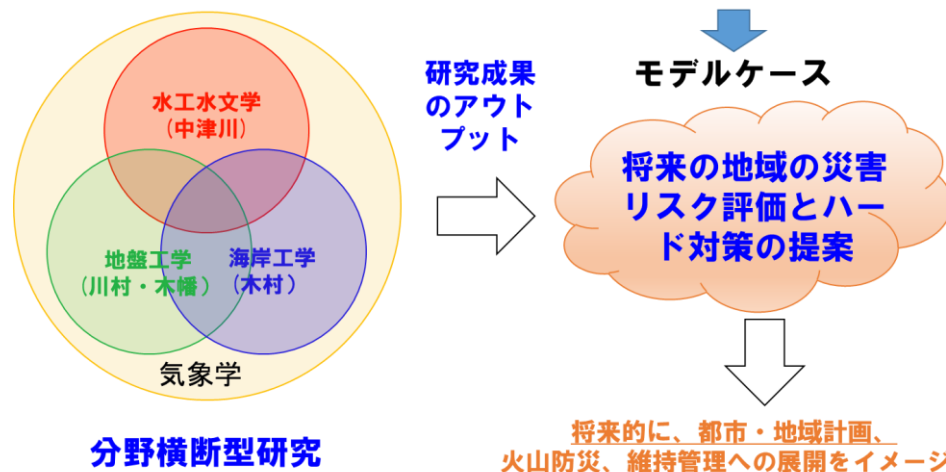 水工水文学
(中津川)
地盤工学
(川村・木幡)
海岸工学
(木村)
気象学
分野横断型研究
研究成果
のアウト
プット
モデルケース
将来の地域の災害
リスク評価とハー
ド対策の提案
将来的に、都市・地域計画、
火山防災、維持管理への展開をイメージ